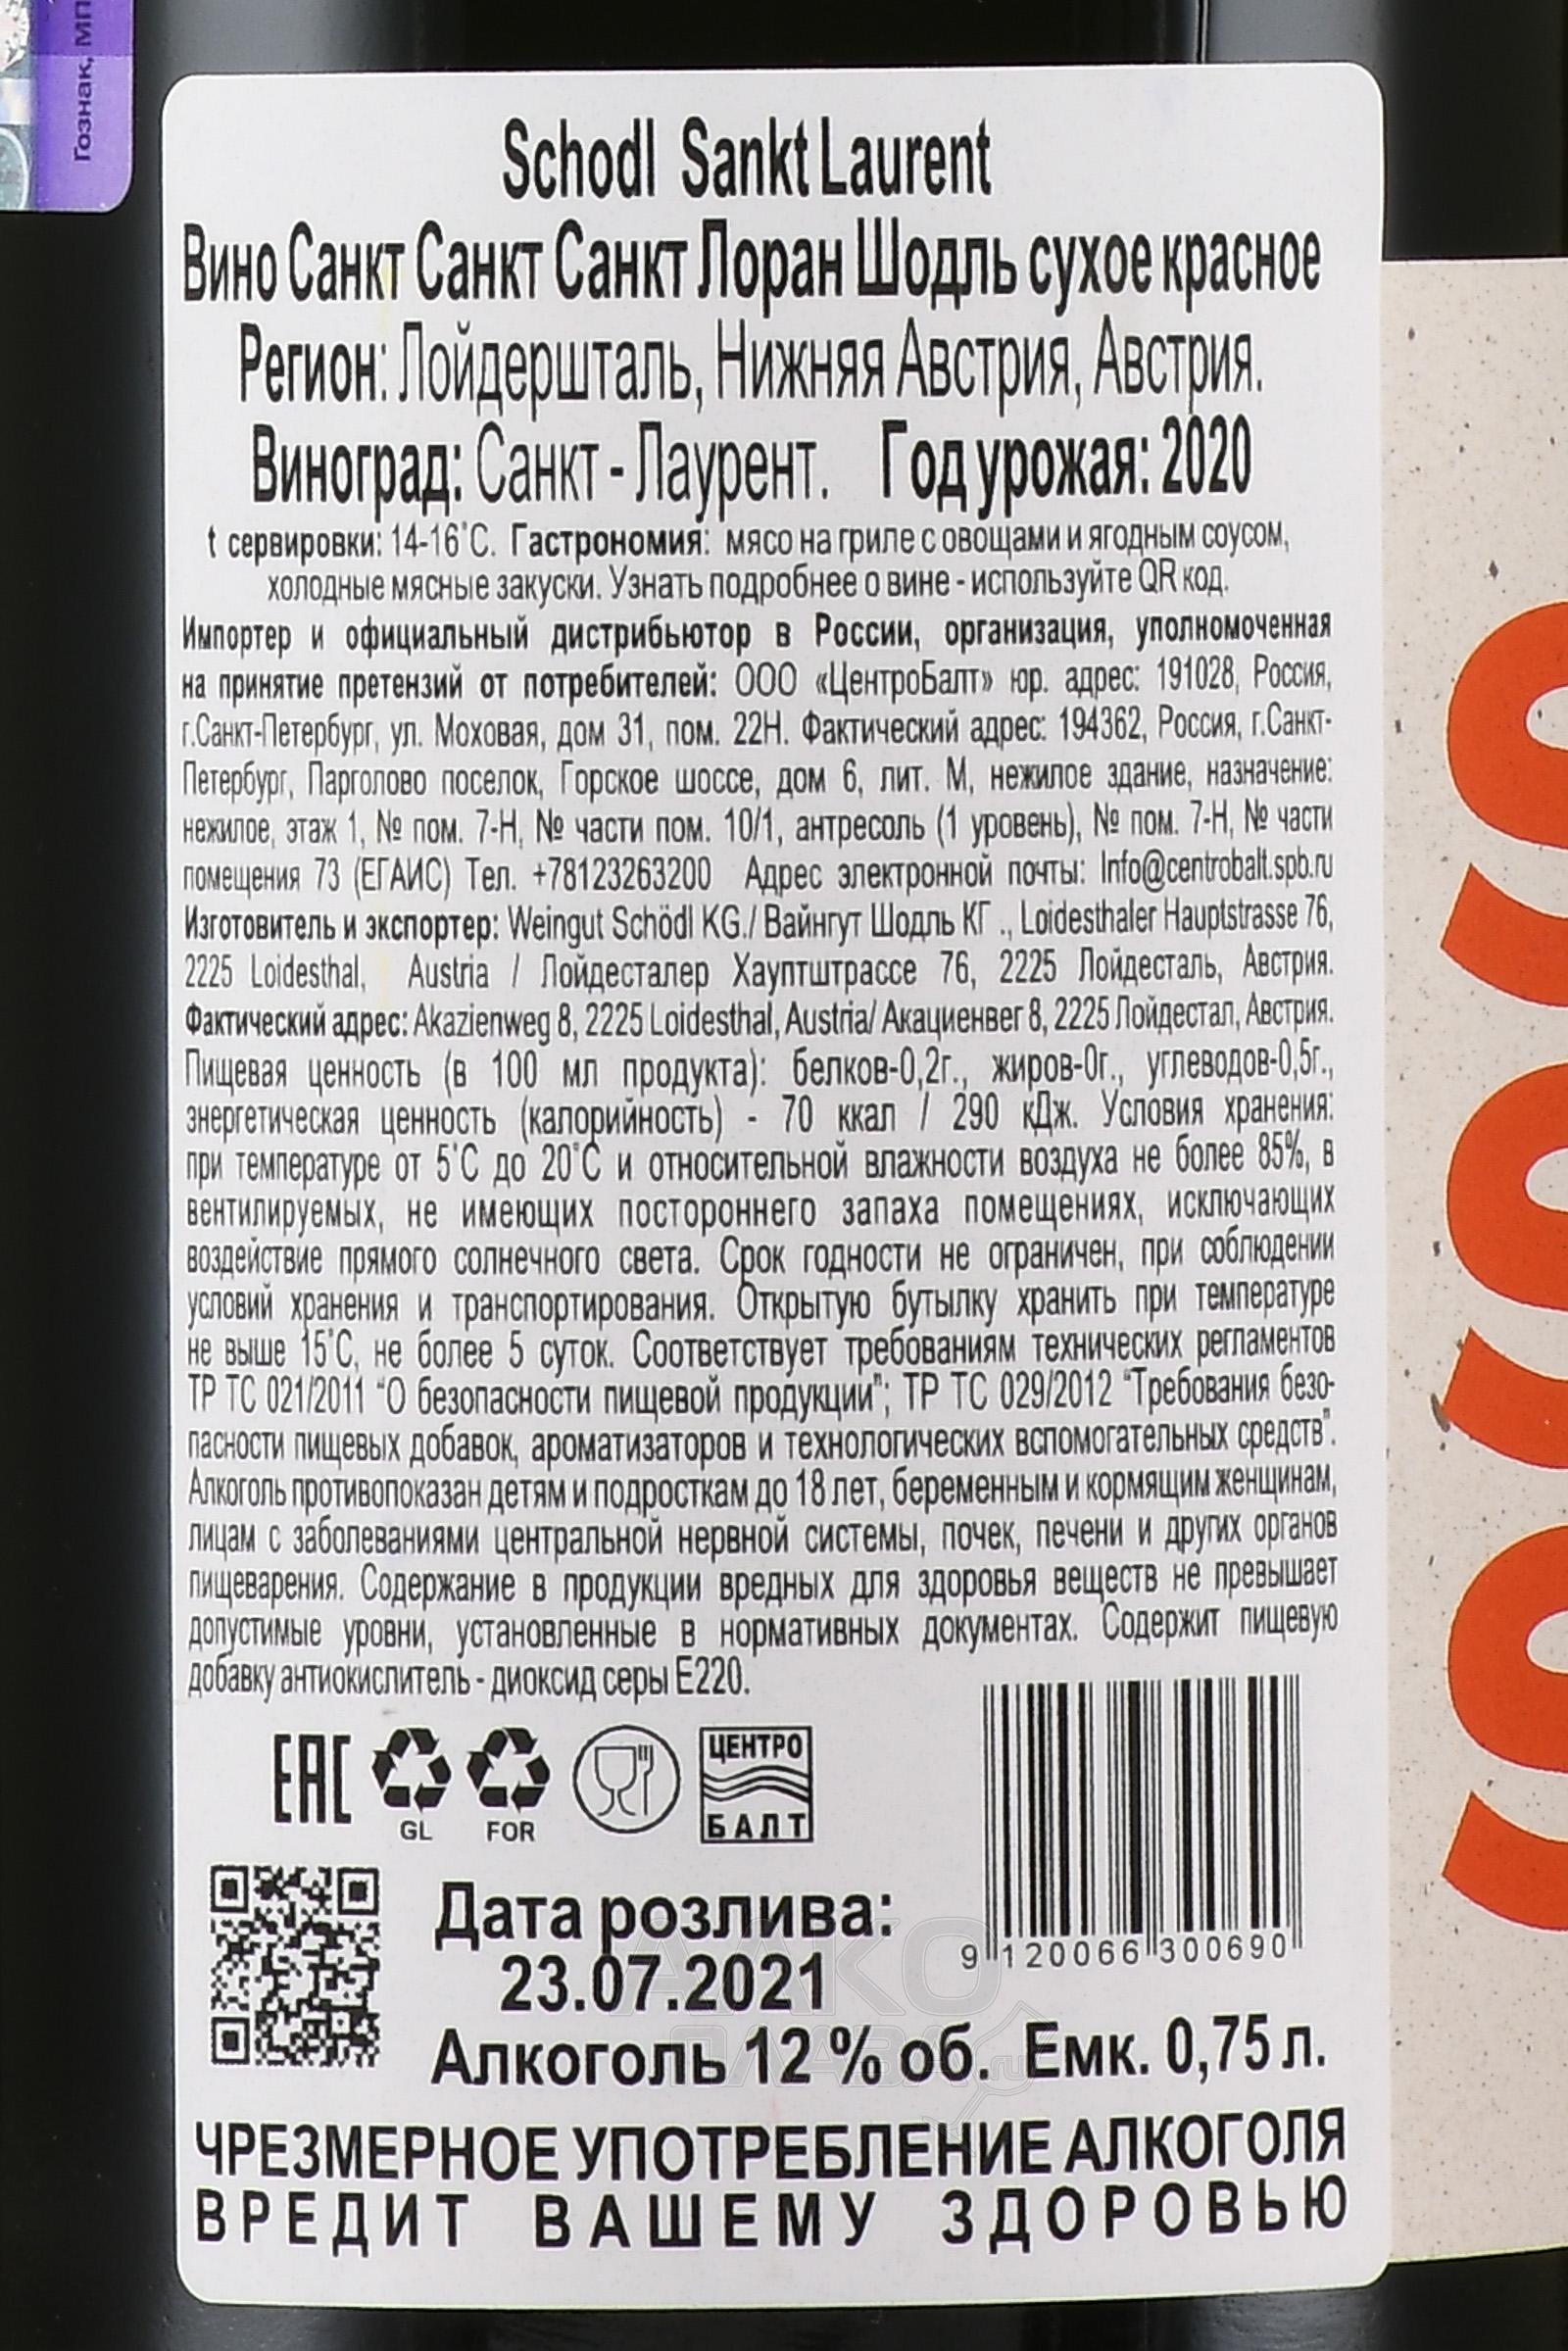 Гознак, МП
Schodl Sankt Laurent
Вино Санкт Санкт Санкт Лоран Шодль сухое красное
Регион: Лойдершталь, Нижняя Австрия, Австрия.
Виноград: Санкт - Лаурент. Год урожая: 2020
t сервировки: 14-16°С. Гастрономия: мясо на гриле с овощами и ягодным соусом,
холодные мясные закуски. Узнать подробнее о вине - используйте QR код.
Импортер и официальный дистрибьютор в России, организация, уполномоченная
на принятие претензий от потребителей: ООО «ЦентроБалт» юр. адрес: 191028, Россия,
г.Санкт-Петербург, ул. Моховая, дом 31, пом. 22Н. Фактический адрес: 194362, Россия, г.Санкт-
Петербург, Парголово поселок, Горское шоссе, дом 6, лит. М, нежилое здание, назначение:
нежилое, этаж 1, № пом. 7-Н, № части пом. 10/1, антресоль (1 уровень), № пом. 7-Н, № части
помещения 73 (ЕГАИС) Тел. +78123263200 Адрес электронной почты: Info@centrobalt.spb.ru
Изготовитель и экспортер: Weingut Schödl KG./ Вайнгут Шодль КГ ., Loidesthaler Hauptstrasse 76,
2225 Loidesthal, Austria / Лойдесталер Хауптштрассе 76, 2225 Лойдесталь, Австрия.
Фактический адрес: Akazienweg 8, 2225 Loidesthal, Austria/ Акациенвег 8, 2225 Лойдестал, Австрия.
Пищевая ценность (в 100 мл продукта): белков-0,2г., жиров-0г., углеводов-0,5г.,
энергетическая ценность (калорийность) - 70 ккал / 290 кДж. Условия хранения:
при температуре от 5°С до 20°С и относительной влажности воздуха не более 85%, в
вентилируемых, не имеющих постороннего запаха помещениях, исключающих
воздействие прямого солнечного света. Срок годности не ограничен, при соблюдении
условий хранения и транспортирования. Открытую бутылку хранить при температуре
не выше 15°С, не более 5 суток. Соответствует требованиям технических регламентов
ТР ТС 021/2011 "О безопасности пищевой продукции"; ТР ТС 029/2012 "Требования безо-
пасности пищевых добавок, ароматизаторов и технологических вспомогательных средств".
Алкоголь противопоказан детям и подросткам до 18 лет, беременным и кормящим женщинам,
лицам с заболеваниями центральной нервной системы, почек, печени и других органов
пищеварения. Содержание в продукции вредных для здоровья веществ не превышает
допустимые уровни, установленные в нормативных документах. Содержит пищевую
добавку антиокислитель - диоксид серы Е220.
ЕАС GL FOR ЦЕНТРО БАЛТ
9 120066 300690
Дата розлива:
23.07.2021
Алкоголь 12 % об. Емк. 0,75 л.
ЧРЕЗМЕРНОЕ УПОТРЕБЛЕНИЕ АЛКОГОЛЯ
ВРЕДИТ ВАШЕМУ ЗДОРОВЬЮ